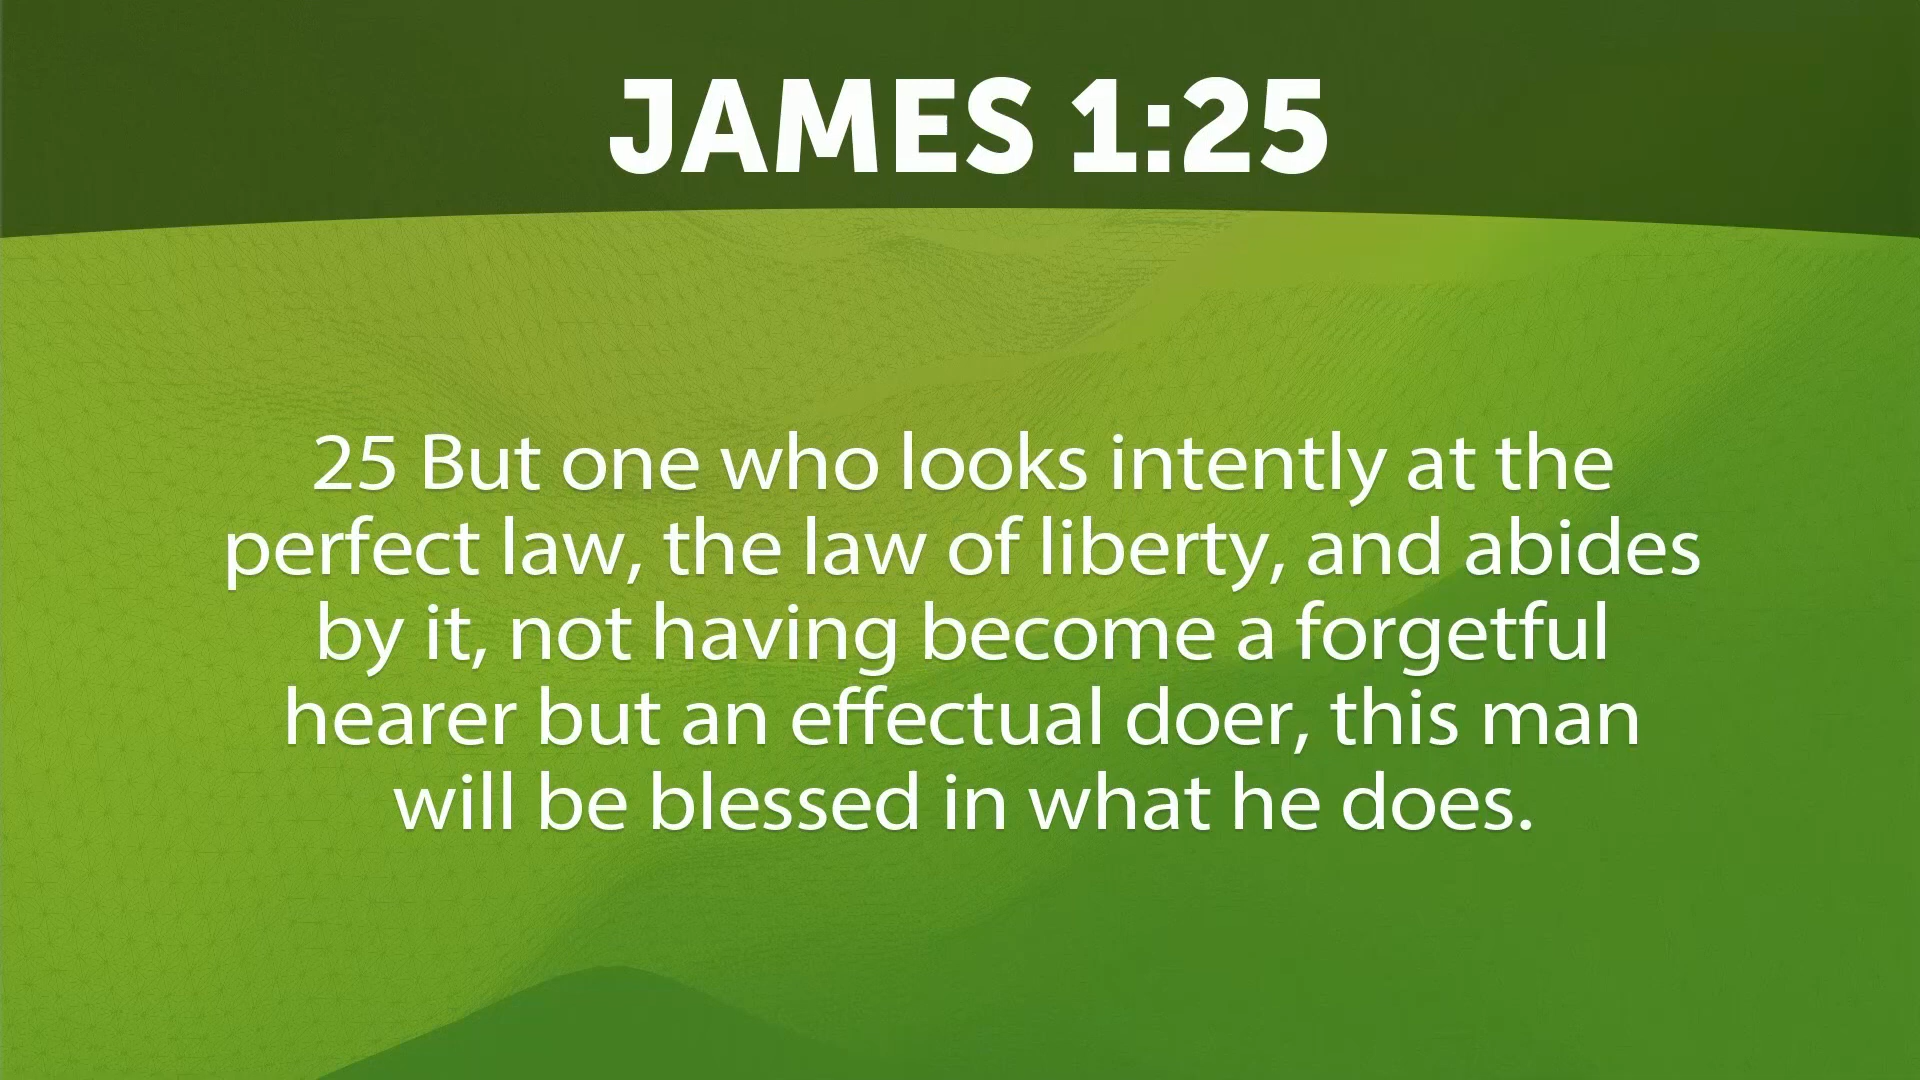 JAMES 1:25
25 But one who looks intently at the
perfect law, the law of liberty, and abides
by it, not having become a forgetful
hearer but an effectual doer, this man
will be blessed in what he does.